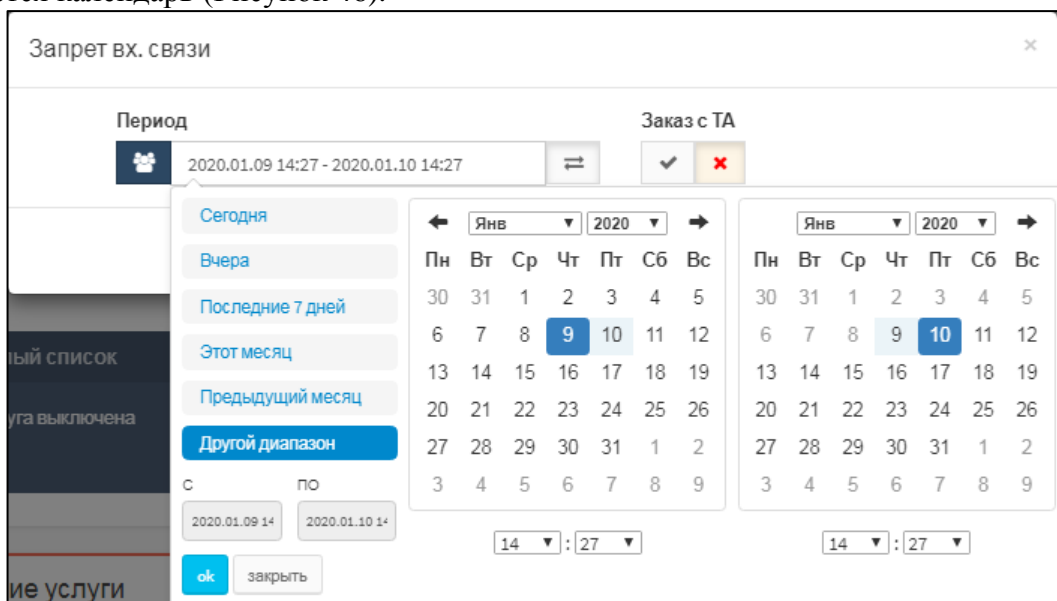 календарь (Рисунок
Запрет вх. связи ×
Период Заказ с ТА
2020.01.09 14:27 - 2020.01.10 14:27
Сегодня
Вчера
Последние 7 дней
Этот месяц
Предыдущий месяц
Другой диапазон
С ПО
2020.01.09 14 2020.01.10 14
ok закрыть
Янв 2020
Пн Вт Ср Чт Пт Сб Вс
30 31 1 2 3 4 5
6 7 8 9 10 11 12
13 14 15 16 17 18 19
20 21 22 23 24 25 26
27 28 29 30 31 1 2
3 4 5 6 7 8 9
14 : 27
Янв 2020
Пн Вт Ср Чт Пт Сб Вс
30 31 1 2 3 4 5
6 7 8 9 10 11 12
13 14 15 16 17 18 19
20 21 22 23 24 25 26
27 28 29 30 31 1 2
3 4 5 6 7 8 9
14 : 27
ый список
уга выключена
ие услуги